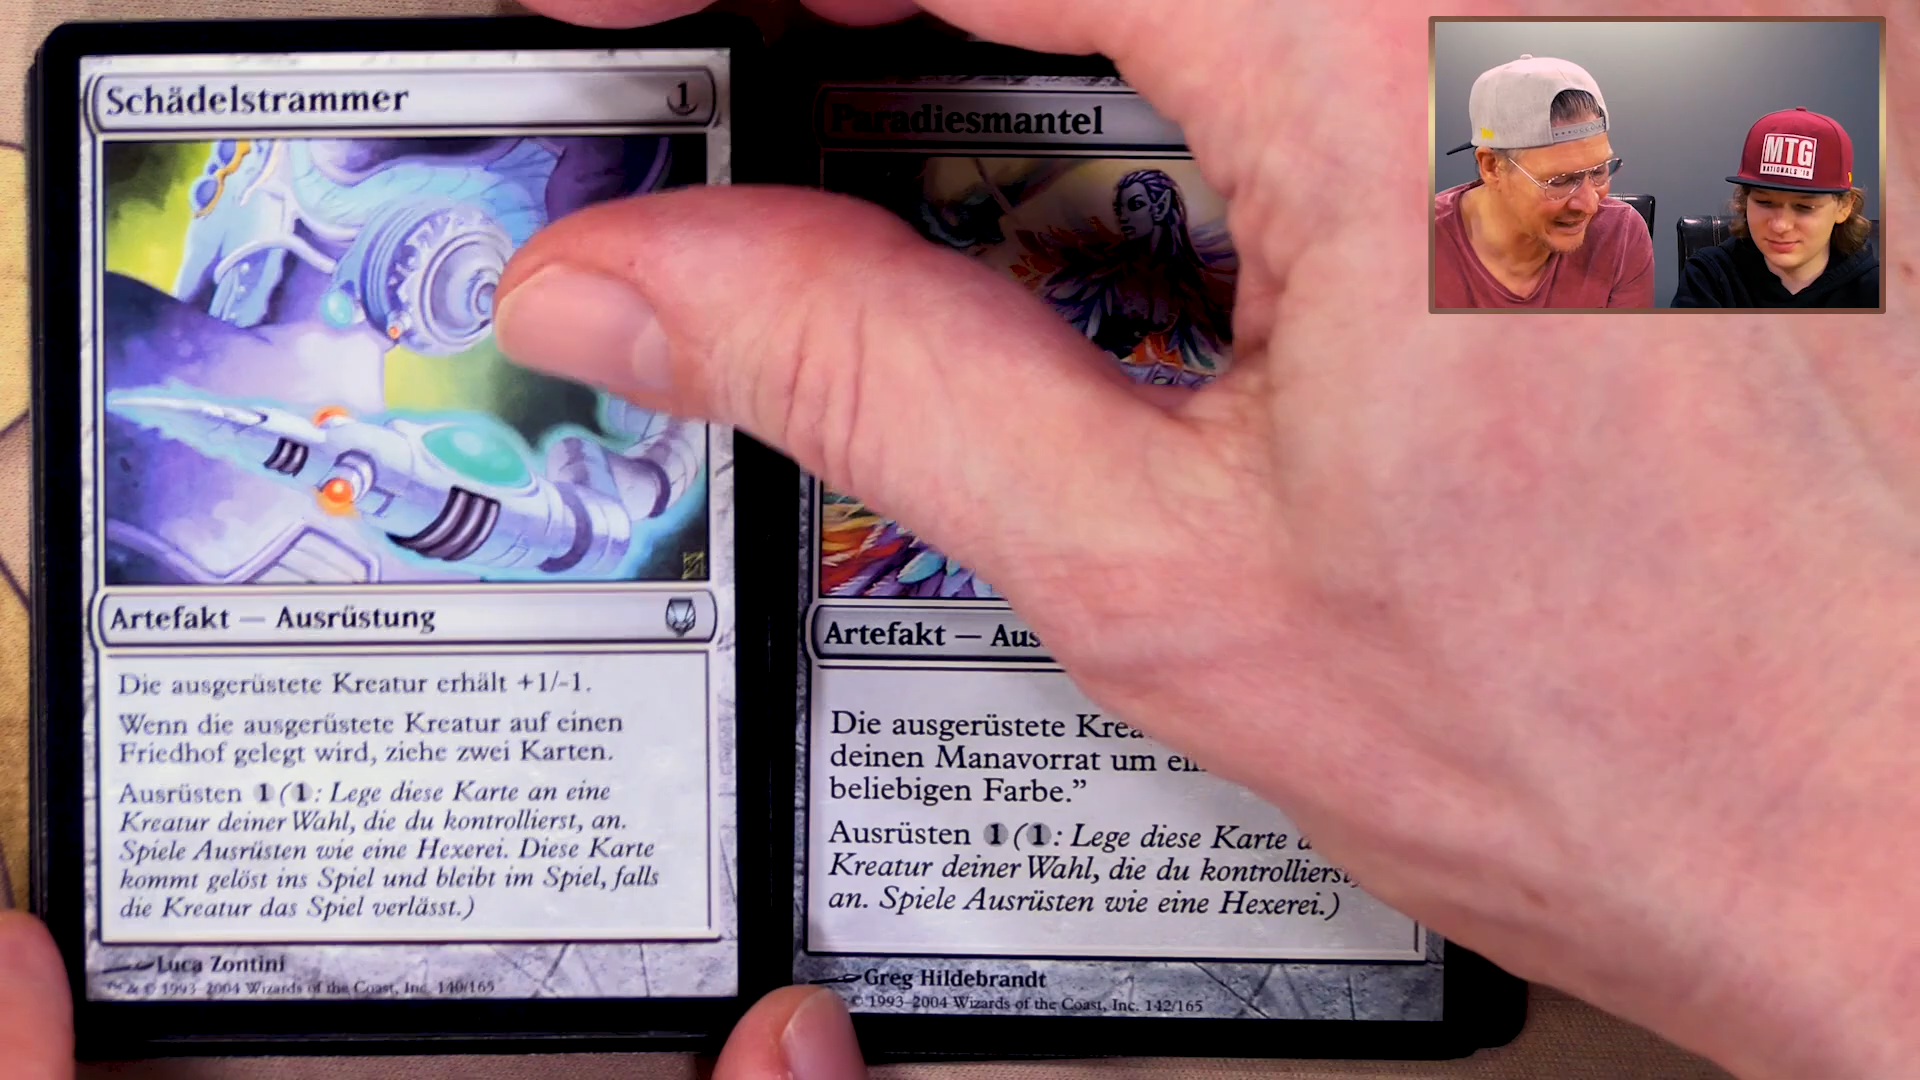 Schädelstrammer 1
Artefakt — Ausrüstung
Die ausgerüstete Kreatur erhält +1/-1.
Wenn die ausgerüstete Kreatur auf einen
Friedhof gelegt wird, ziehe zwei Karten.
Ausrüsten 1 (1: Lege diese Karte an eine
Kreatur deiner Wahl, die du kontrollierst, an.
Spiele Ausrüsten wie eine Hexerei. Diese Karte
kommt gelöst ins Spiel und bleibt im Spiel, falls
die Kreatur das Spiel verlässt.)
Luca Zontini
™ & © 1993-2004 Wizards of the Coast, Inc. 140/165
Paradiesmantel
Artefakt —
Die ausgerüstete
deinen Manavorrat um
beliebigen Farbe.”
Ausrüsten 1 (1: Lege diese Karte
Kreatur deiner Wahl, die du kontrollierst,
an. Spiele Ausrüsten wie eine Hexerei.)
Greg Hildebrandt
© 1993-2004 Wizards of the Coast, Inc. 142/165
MTG
NATIONALS '18